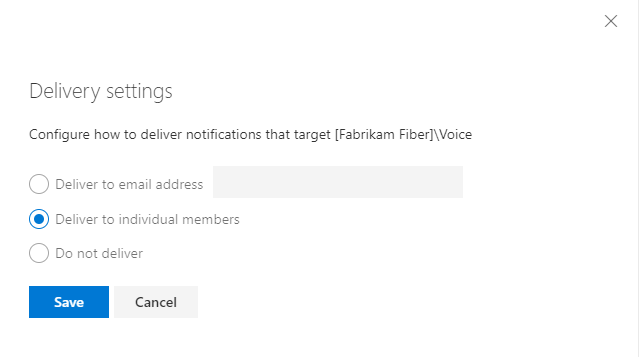 Delivery settings
Configure how to deliver notifications that target [Fabrikam Fiber]\Voice
Deliver to email address
Deliver to individual members
Do not deliver
Save Cancel